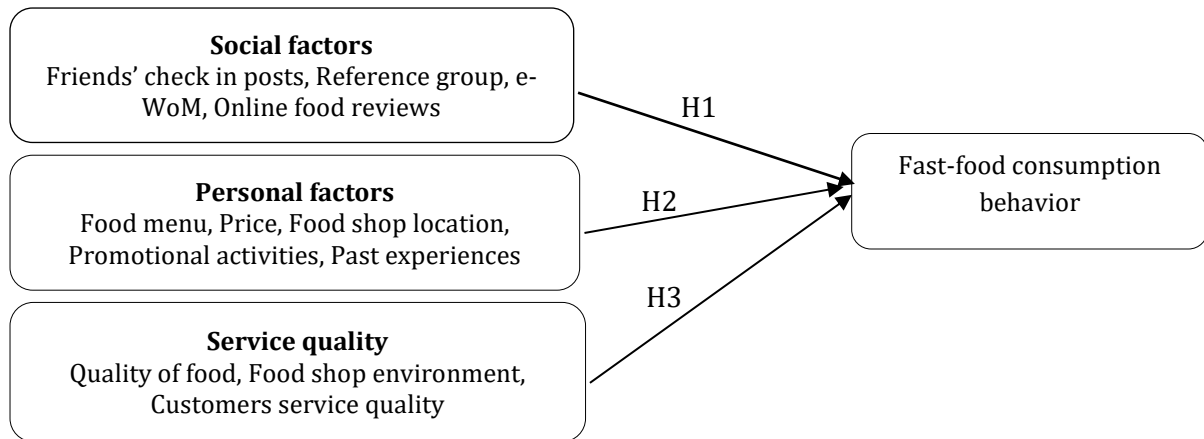 Social factors
Friends’ check in posts, Reference group, e-
WoM, Online food reviews
H1
Personal factors
Food menu, Price, Food shop location,
Promotional activities, Past experiences
H2
Service quality
Quality of food, Food shop environment,
Customers service quality
H3
Fast-food consumption
behavior